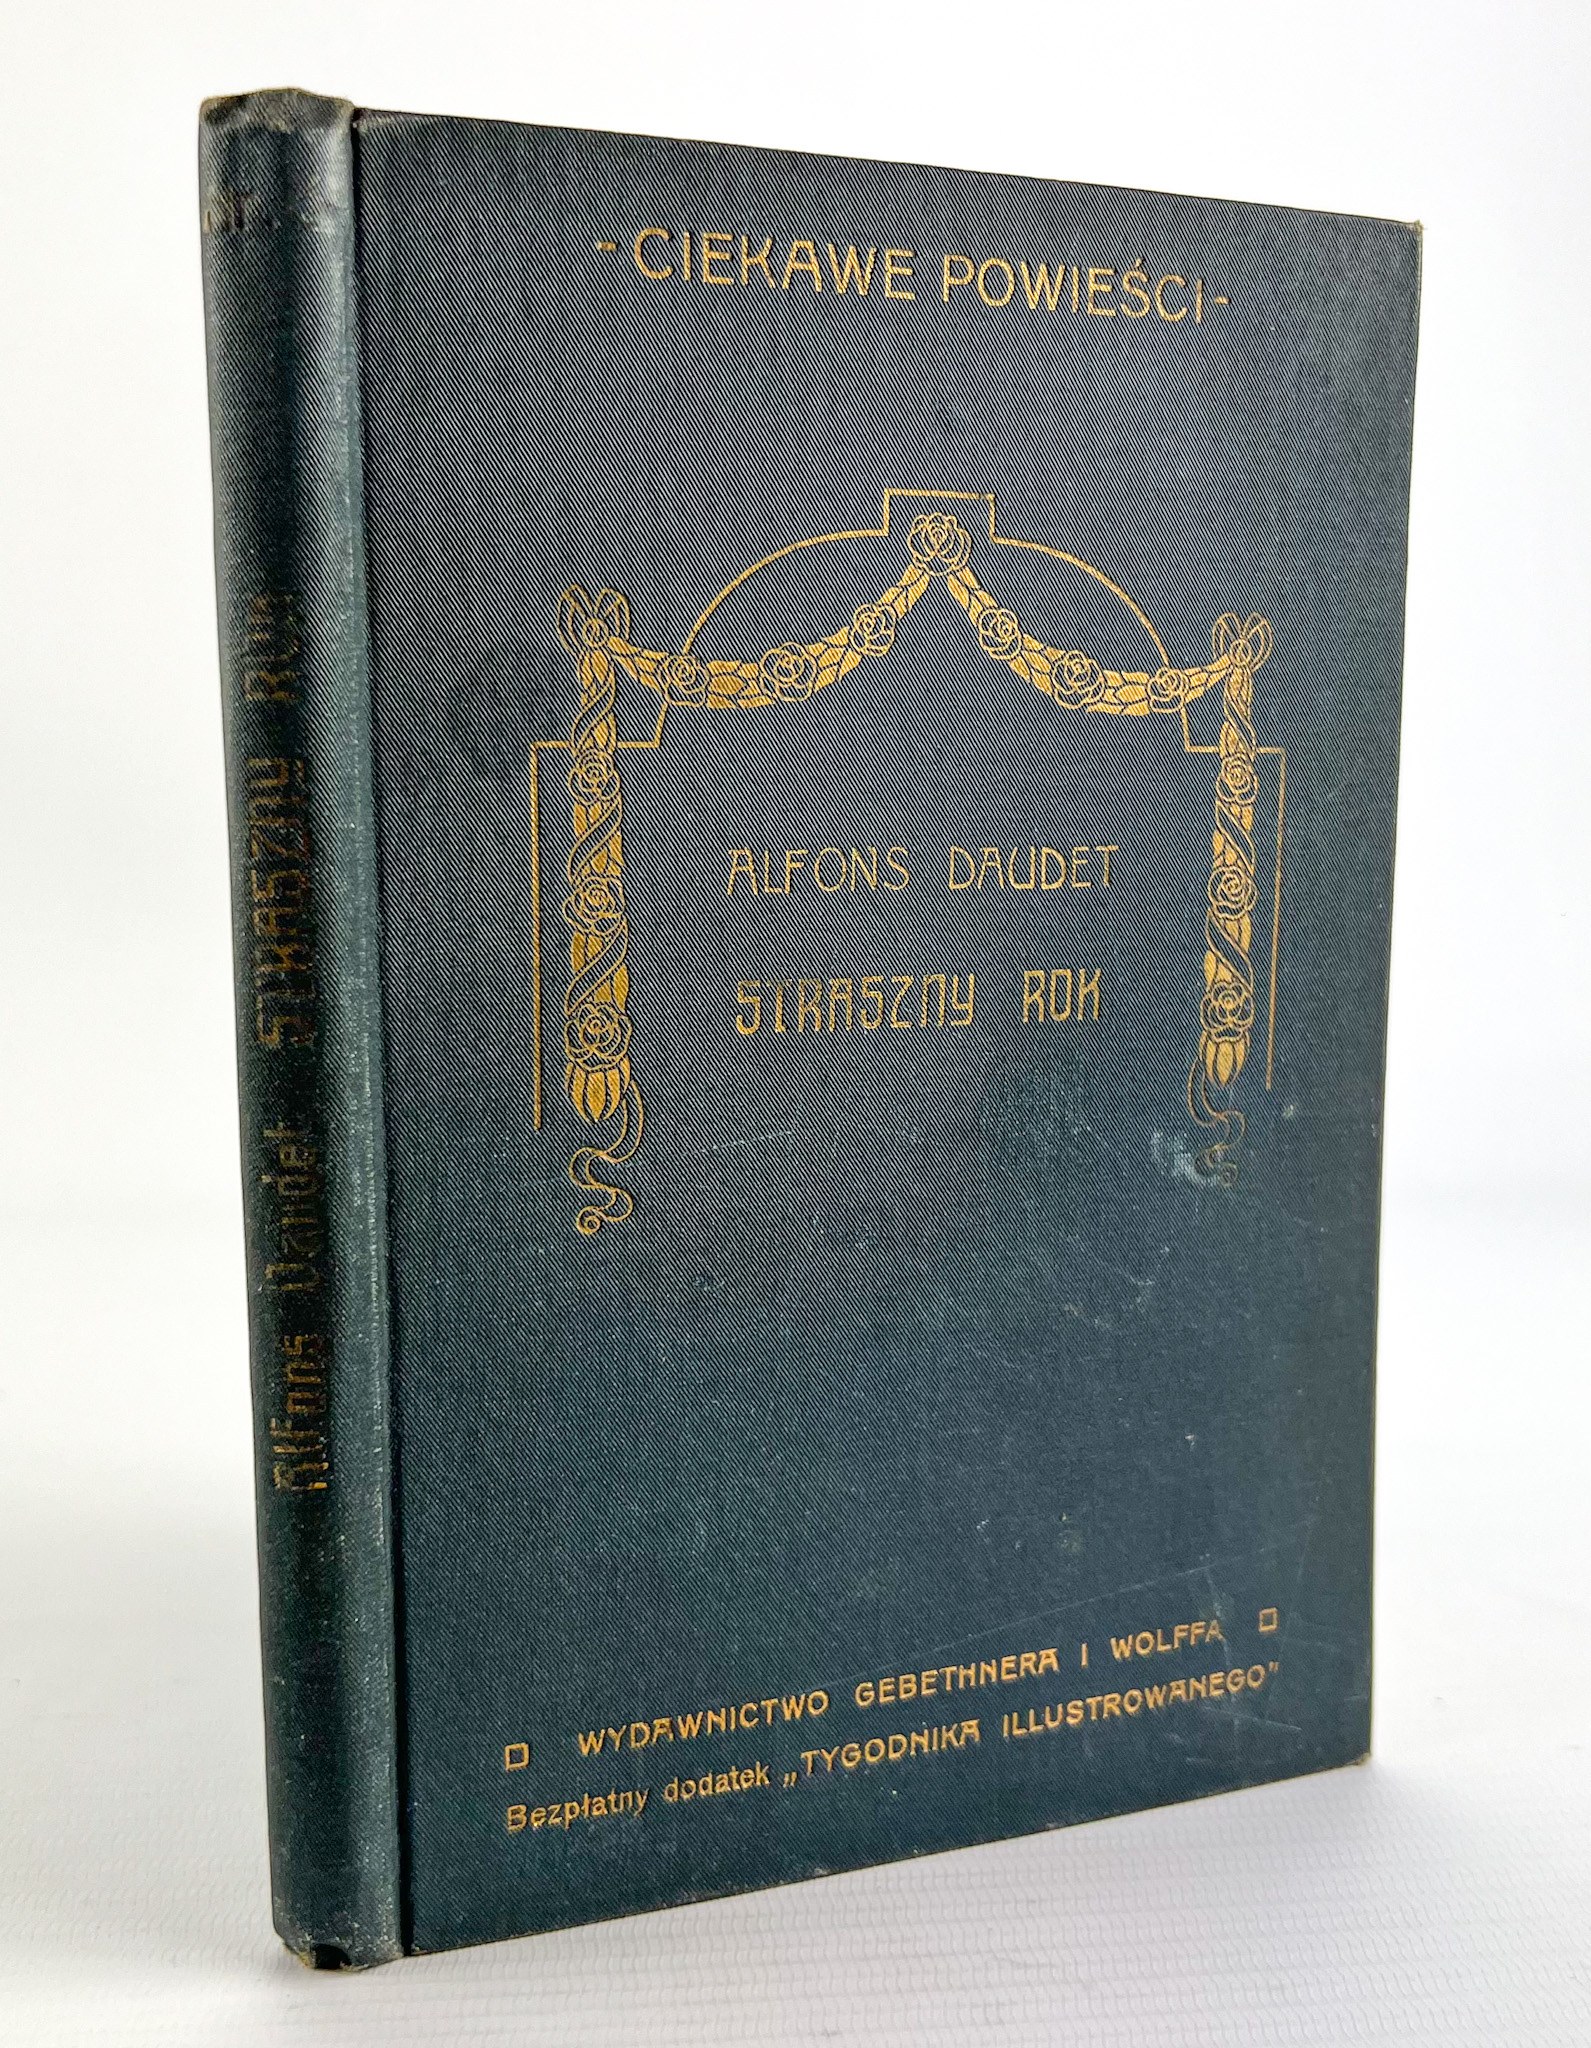 - CIEKAWE POWIEŚCI -
ALFONS DAUDET
STRASZNY ROK
WYDAWNICTWO GEBETHNERA I WOLFFA
Bezpłatny dodatek „TYGODNIKA ILLUSTROWANEGO"
Alfons Daudet STRASZNY ROK